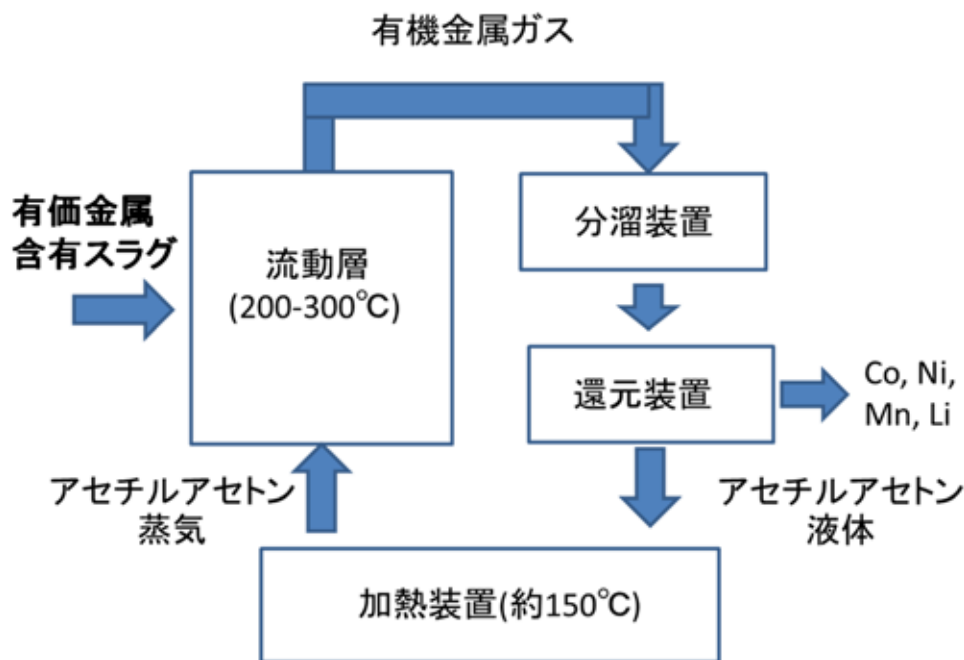 有機金属ガス
有価金属
含有スラグ
流動層
(200-300℃)
分溜装置
還元装置
Co, Ni,
Mn, Li
アセチルアセトン
蒸気
アセチルアセトン
液体
加熱装置(約150℃)